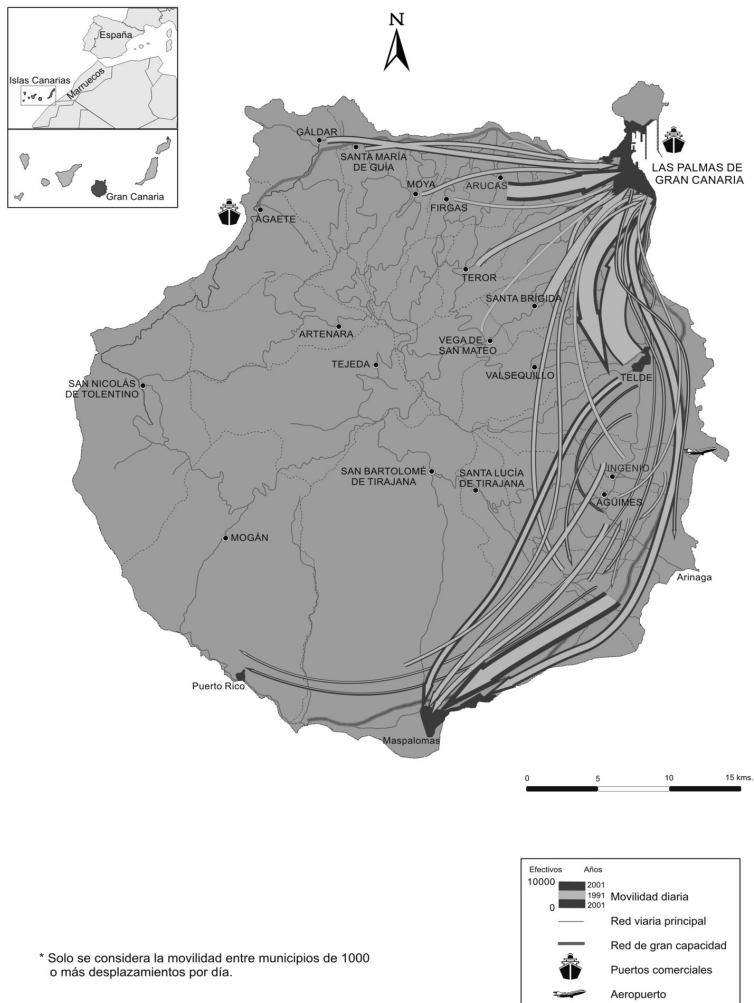 N
España
Islas Canarias
Marruecos
Gran Canaria
GÁLDAR
SANTA MARÍA
DE GUÍA
MOYA
ARUCAS
FIRGAS
LAS PALMAS DE
GRAN CANARIA
AGAETE
TEROR
SANTA BRÍGIDA
ARTENARA
VEGA DE
SAN MATEO
TEJEDA
VALSEQUILLO
TELDE
SAN NICOLÁS
DE TOLENTINO
SAN BARTOLOMÉ
DE TIRAJANA
SANTA LUCÍA
DE TIRAJANA
INGENIO
AGÜIMES
MOGÁN
Arinaga
Puerto Rico
Maspalomas
0 5 10 15 kms.
Efectivos Años
10000 2001
1991 Movilidad diaria
0 2001
Red viaria principal
Red de gran capacidad
Puertos comerciales
Aeropuerto
* Solo se considera la movilidad entre municipios de 1000
o más desplazamientos por día.